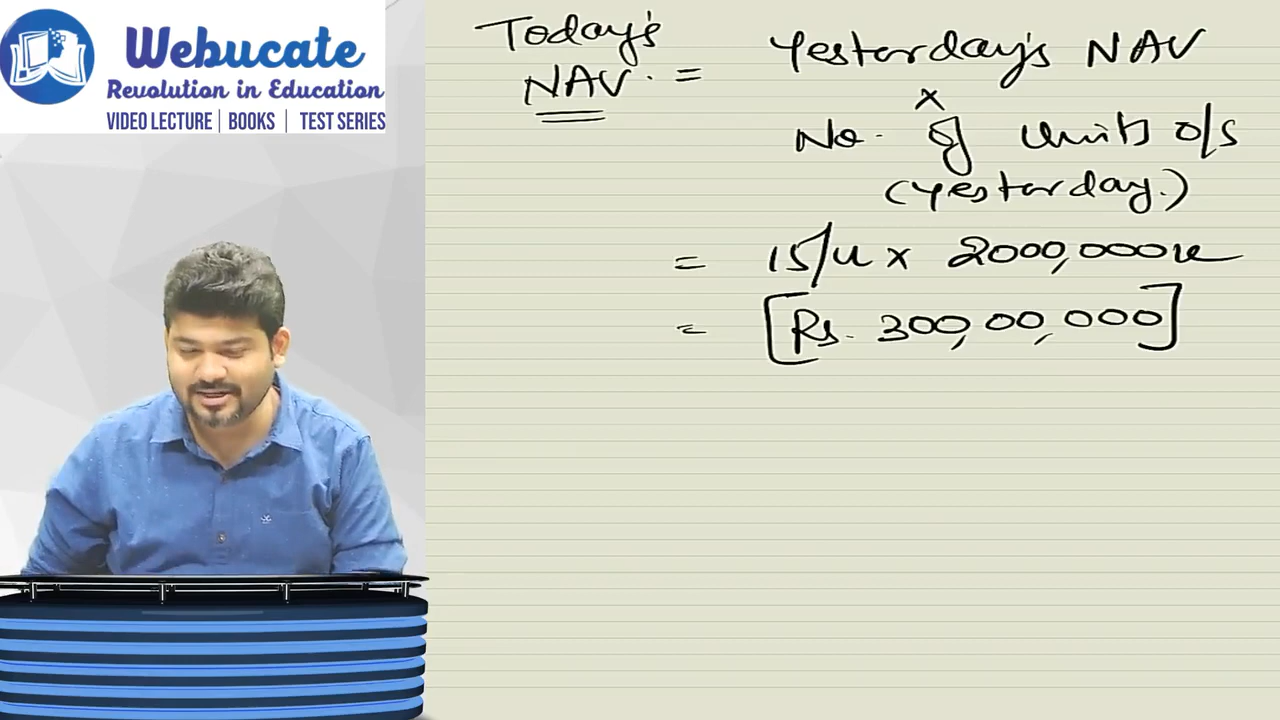 Webucate
Revolution in Education
VIDEO LECTURE | BOOKS | TEST SERIES
Today's
NAV. = Yesterday's NAV
x
No. of units o/s
(yesterday.)
= 15/u x 2000,000u
= [Rs. 300,00,000]